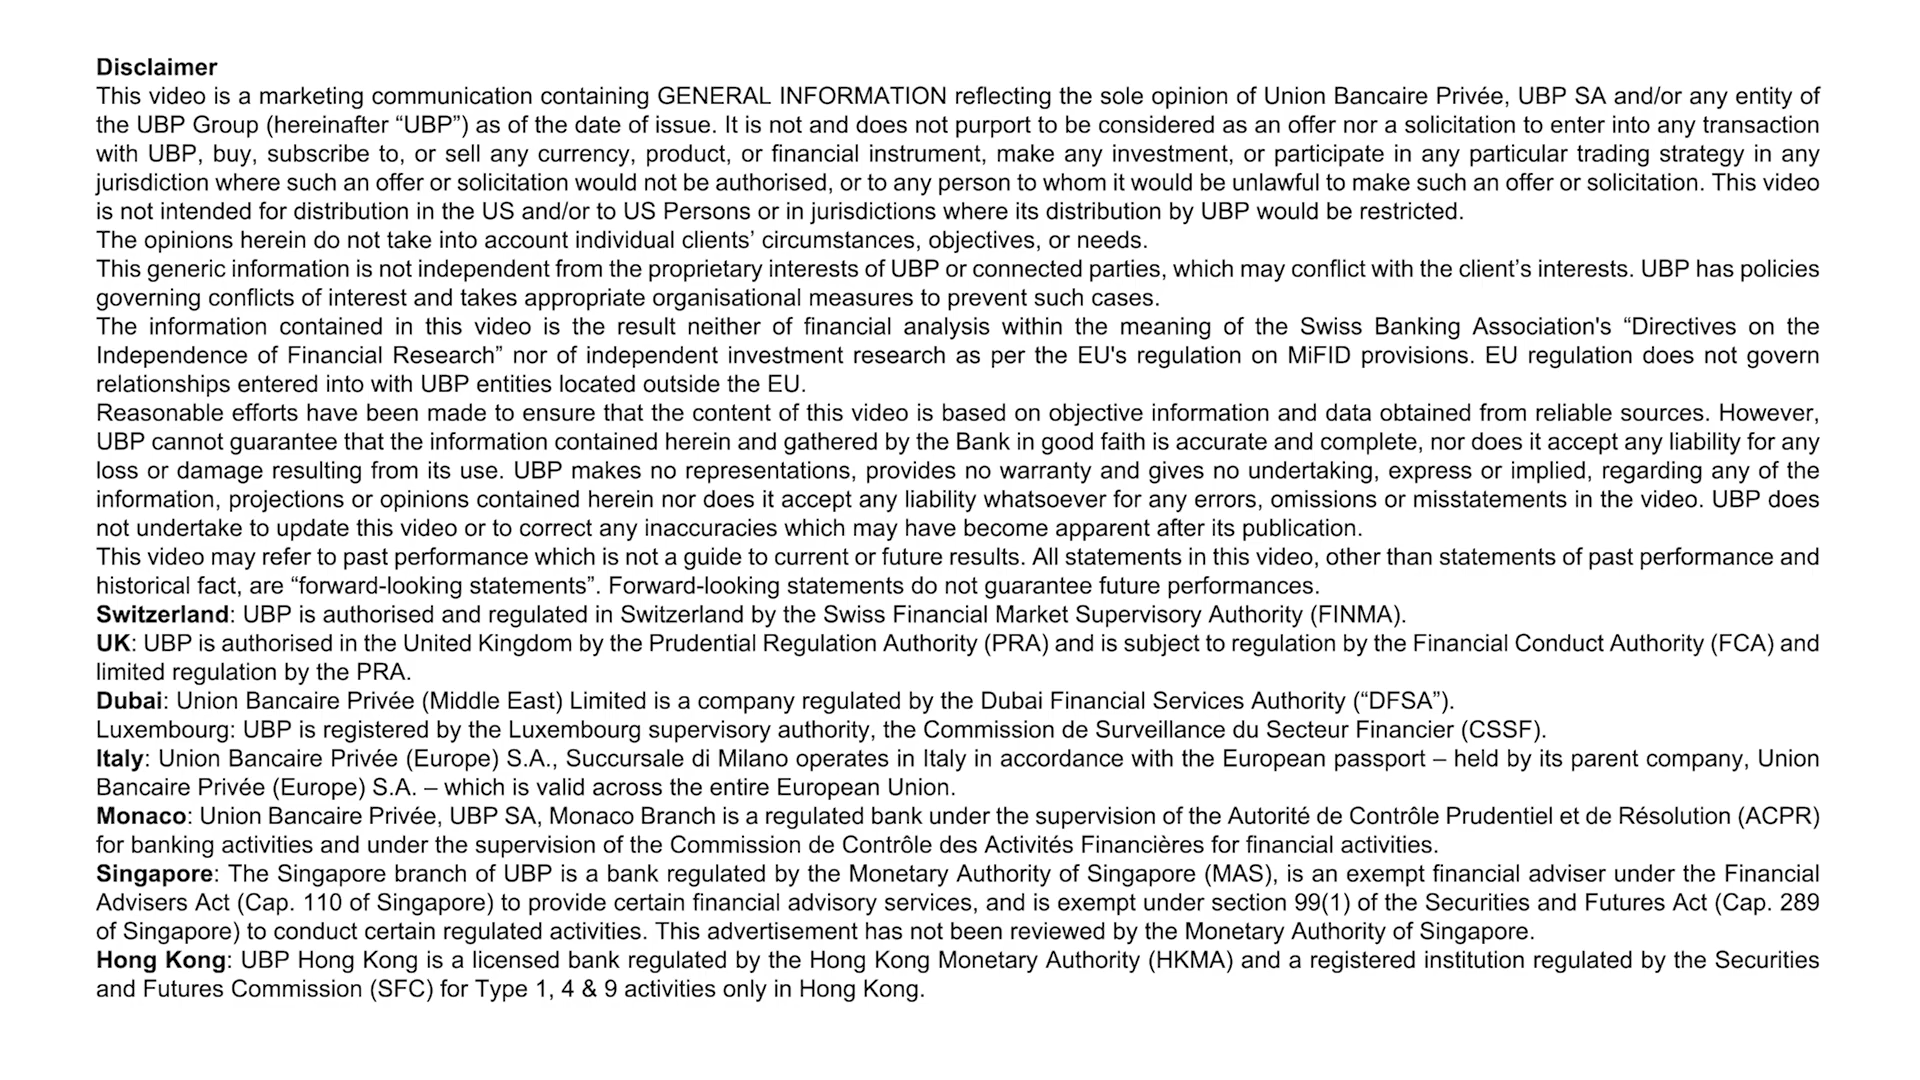 Disclaimer
This video is a marketing communication containing GENERAL INFORMATION reflecting the sole opinion of Union Bancaire Privée, UBP SA and/or any entity of
the UBP Group (hereinafter “UBP”) as of the date of issue. It is not and does not purport to be considered as an offer nor a solicitation to enter into any transaction
with UBP, buy, subscribe to, or sell any currency, product, or financial instrument, make any investment, or participate in any particular trading strategy in any
jurisdiction where such an offer or solicitation would not be authorised, or to any person to whom it would be unlawful to make such an offer or solicitation. This video
is not intended for distribution in the US and/or to US Persons or in jurisdictions where its distribution by UBP would be restricted.
The opinions herein do not take into account individual clients’ circumstances, objectives, or needs.
This generic information is not independent from the proprietary interests of UBP or connected parties, which may conflict with the client’s interests. UBP has policies
governing conflicts of interest and takes appropriate organisational measures to prevent such cases.
The information contained in this video is the result neither of financial analysis within the meaning of the Swiss Banking Association's “Directives on the
Independence of Financial Research” nor of independent investment research as per the EU's regulation on MiFID provisions. EU regulation does not govern
relationships entered into with UBP entities located outside the EU.
Reasonable efforts have been made to ensure that the content of this video is based on objective information and data obtained from reliable sources. However,
UBP cannot guarantee that the information contained herein and gathered by the Bank in good faith is accurate and complete, nor does it accept any liability for any
loss or damage resulting from its use. UBP makes no representations, provides no warranty and gives no undertaking, express or implied, regarding any of the
information, projections or opinions contained herein nor does it accept any liability whatsoever for any errors, omissions or misstatements in the video. UBP does
not undertake to update this video or to correct any inaccuracies which may have become apparent after its publication.
This video may refer to past performance which is not a guide to current or future results. All statements in this video, other than statements of past performance and
historical fact, are “forward-looking statements”. Forward-looking statements do not guarantee future performances.
Switzerland: UBP is authorised and regulated in Switzerland by the Swiss Financial Market Supervisory Authority (FINMA).
UK: UBP is authorised in the United Kingdom by the Prudential Regulation Authority (PRA) and is subject to regulation by the Financial Conduct Authority (FCA) and
limited regulation by the PRA.
Dubai: Union Bancaire Privée (Middle East) Limited is a company regulated by the Dubai Financial Services Authority (“DFSA”).
Luxembourg: UBP is registered by the Luxembourg supervisory authority, the Commission de Surveillance du Secteur Financier (CSSF).
Italy: Union Bancaire Privée (Europe) S.A., Succursale di Milano operates in Italy in accordance with the European passport – held by its parent company, Union
Bancaire Privée (Europe) S.A. – which is valid across the entire European Union.
Monaco: Union Bancaire Privée, UBP SA, Monaco Branch is a regulated bank under the supervision of the Autorité de Contrôle Prudentiel et de Résolution (ACPR)
for banking activities and under the supervision of the Commission de Contrôle des Activités Financières for financial activities.
Singapore: The Singapore branch of UBP is a bank regulated by the Monetary Authority of Singapore (MAS), is an exempt financial adviser under the Financial
Advisers Act (Cap. 110 of Singapore) to provide certain financial advisory services, and is exempt under section 99(1) of the Securities and Futures Act (Cap. 289
of Singapore) to conduct certain regulated activities. This advertisement has not been reviewed by the Monetary Authority of Singapore.
Hong Kong: UBP Hong Kong is a licensed bank regulated by the Hong Kong Monetary Authority (HKMA) and a registered institution regulated by the Securities
and Futures Commission (SFC) for Type 1, 4 & 9 activities only in Hong Kong.